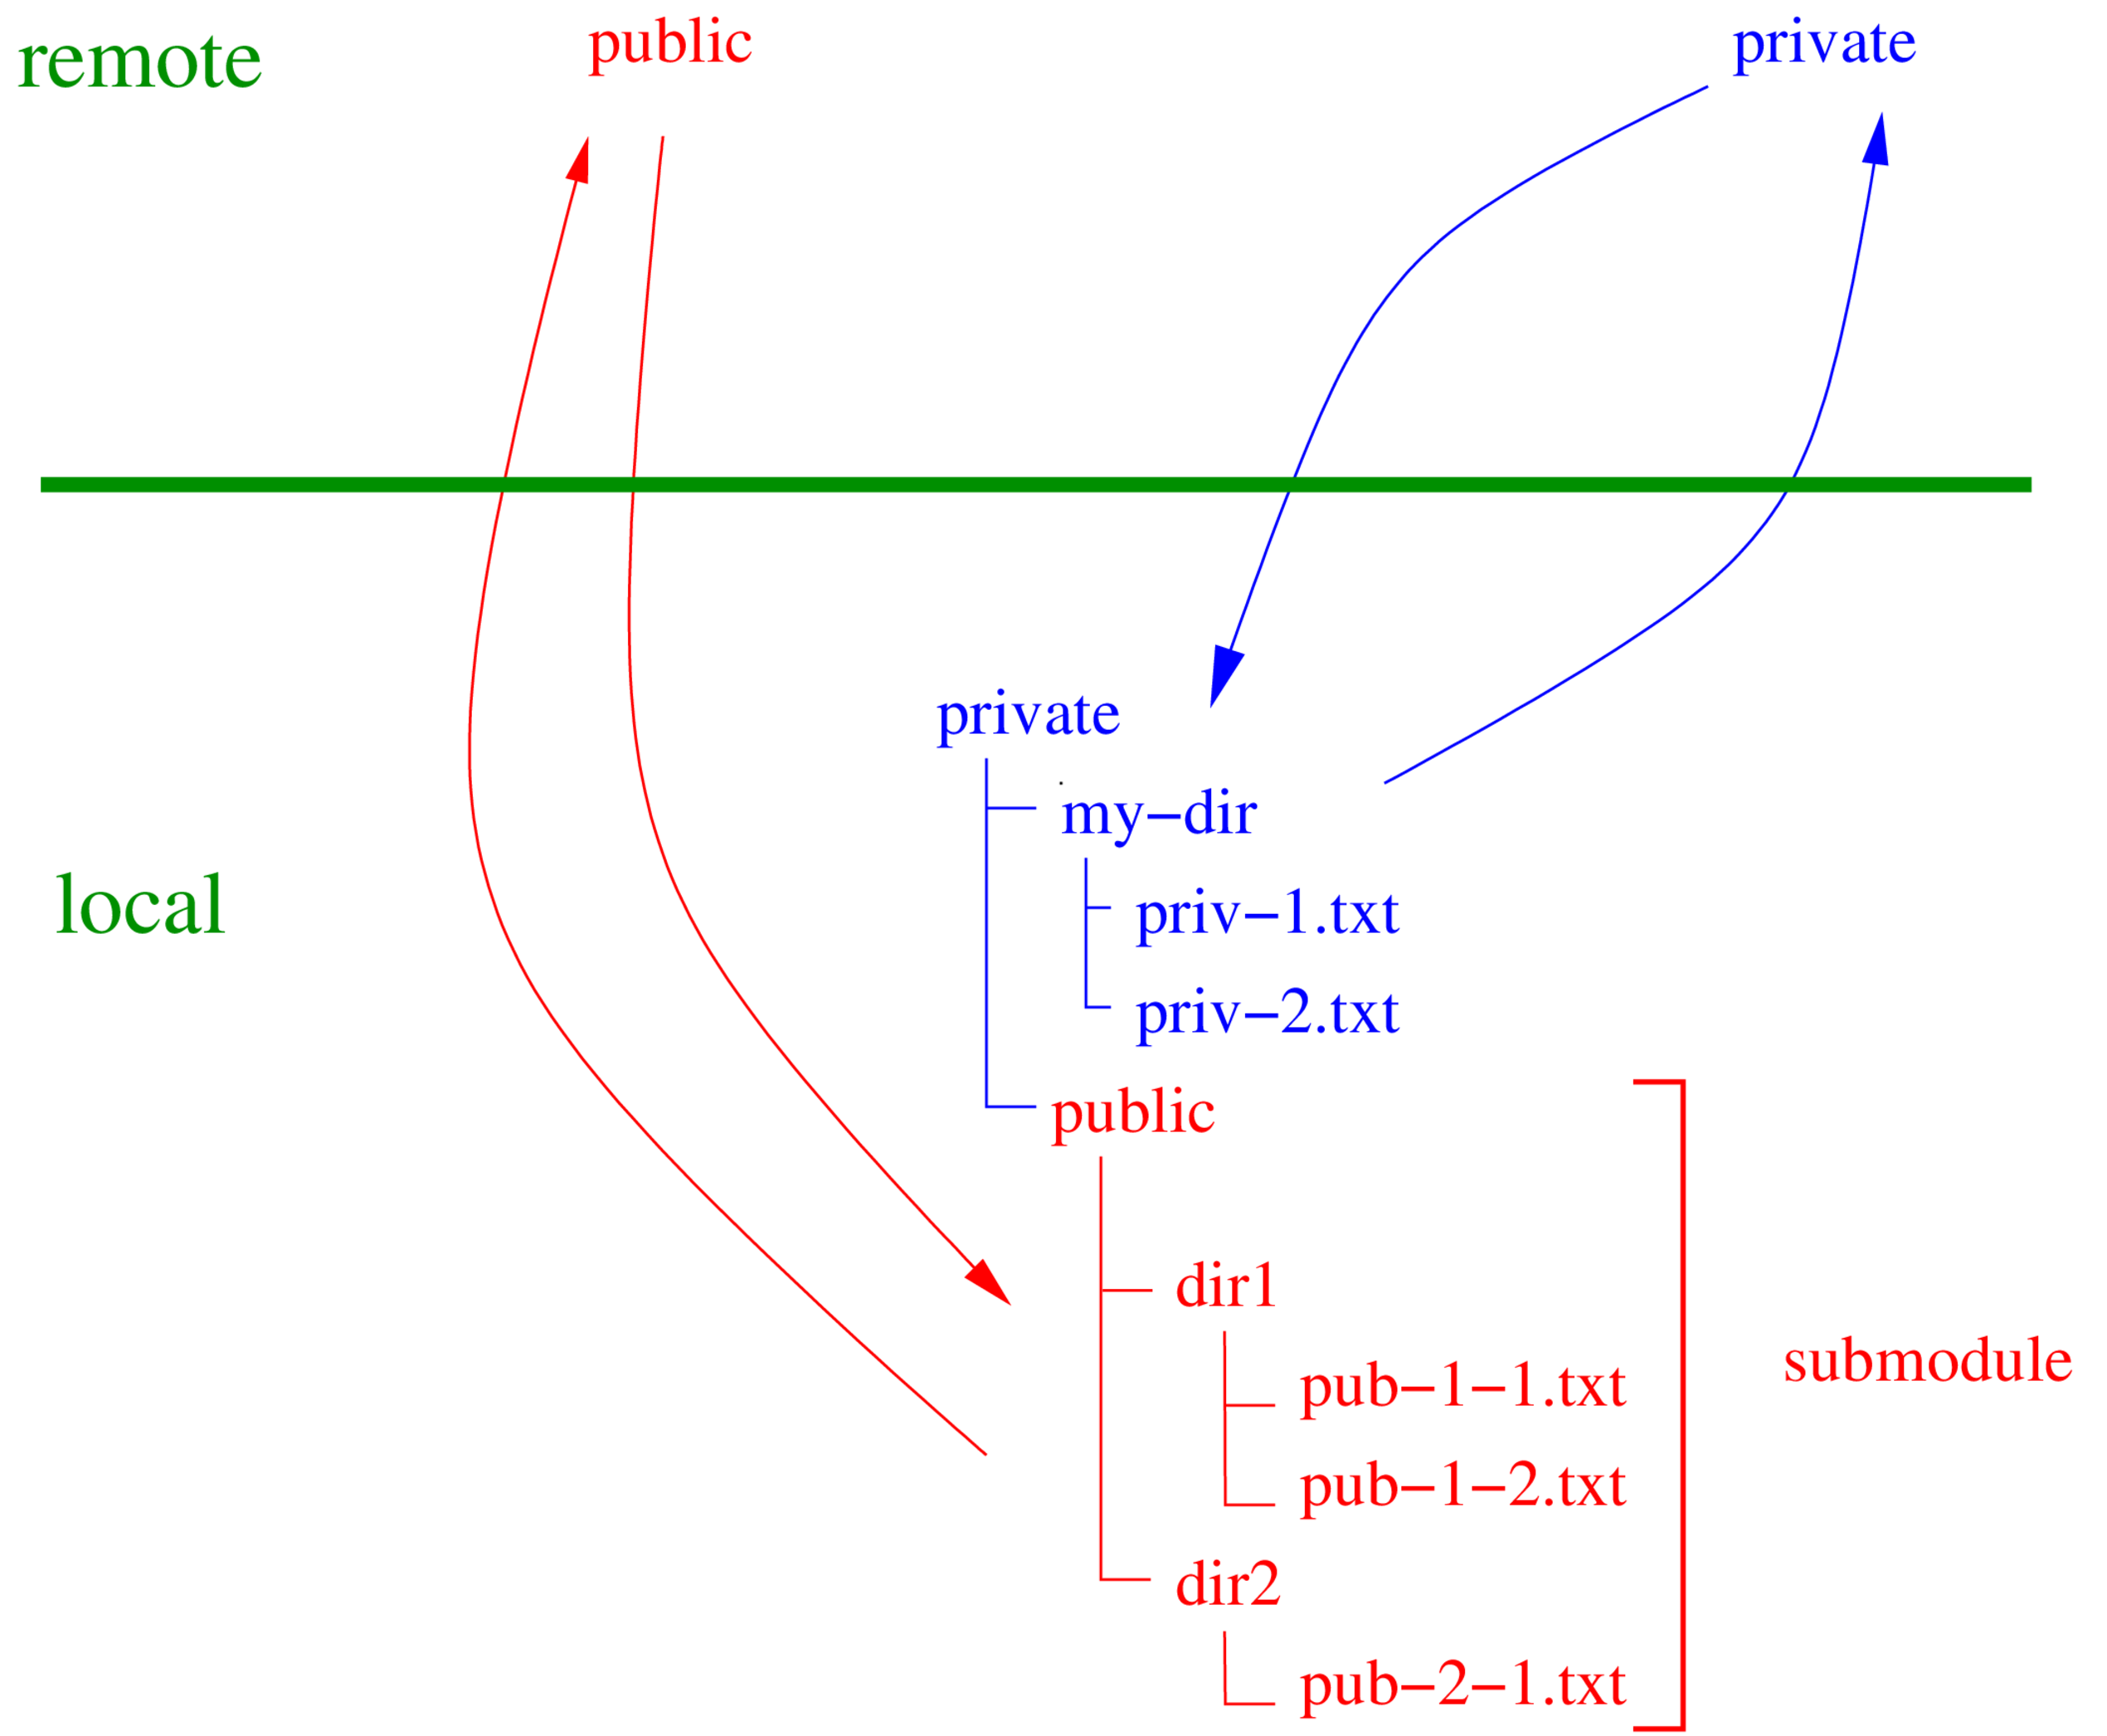 remote
public
private
private
my-dir
local
priv-1.txt
priv-2.txt
public
dir1
submodule
pub-1-1.txt
pub-1-2.txt
dir2
pub-2-1.txt